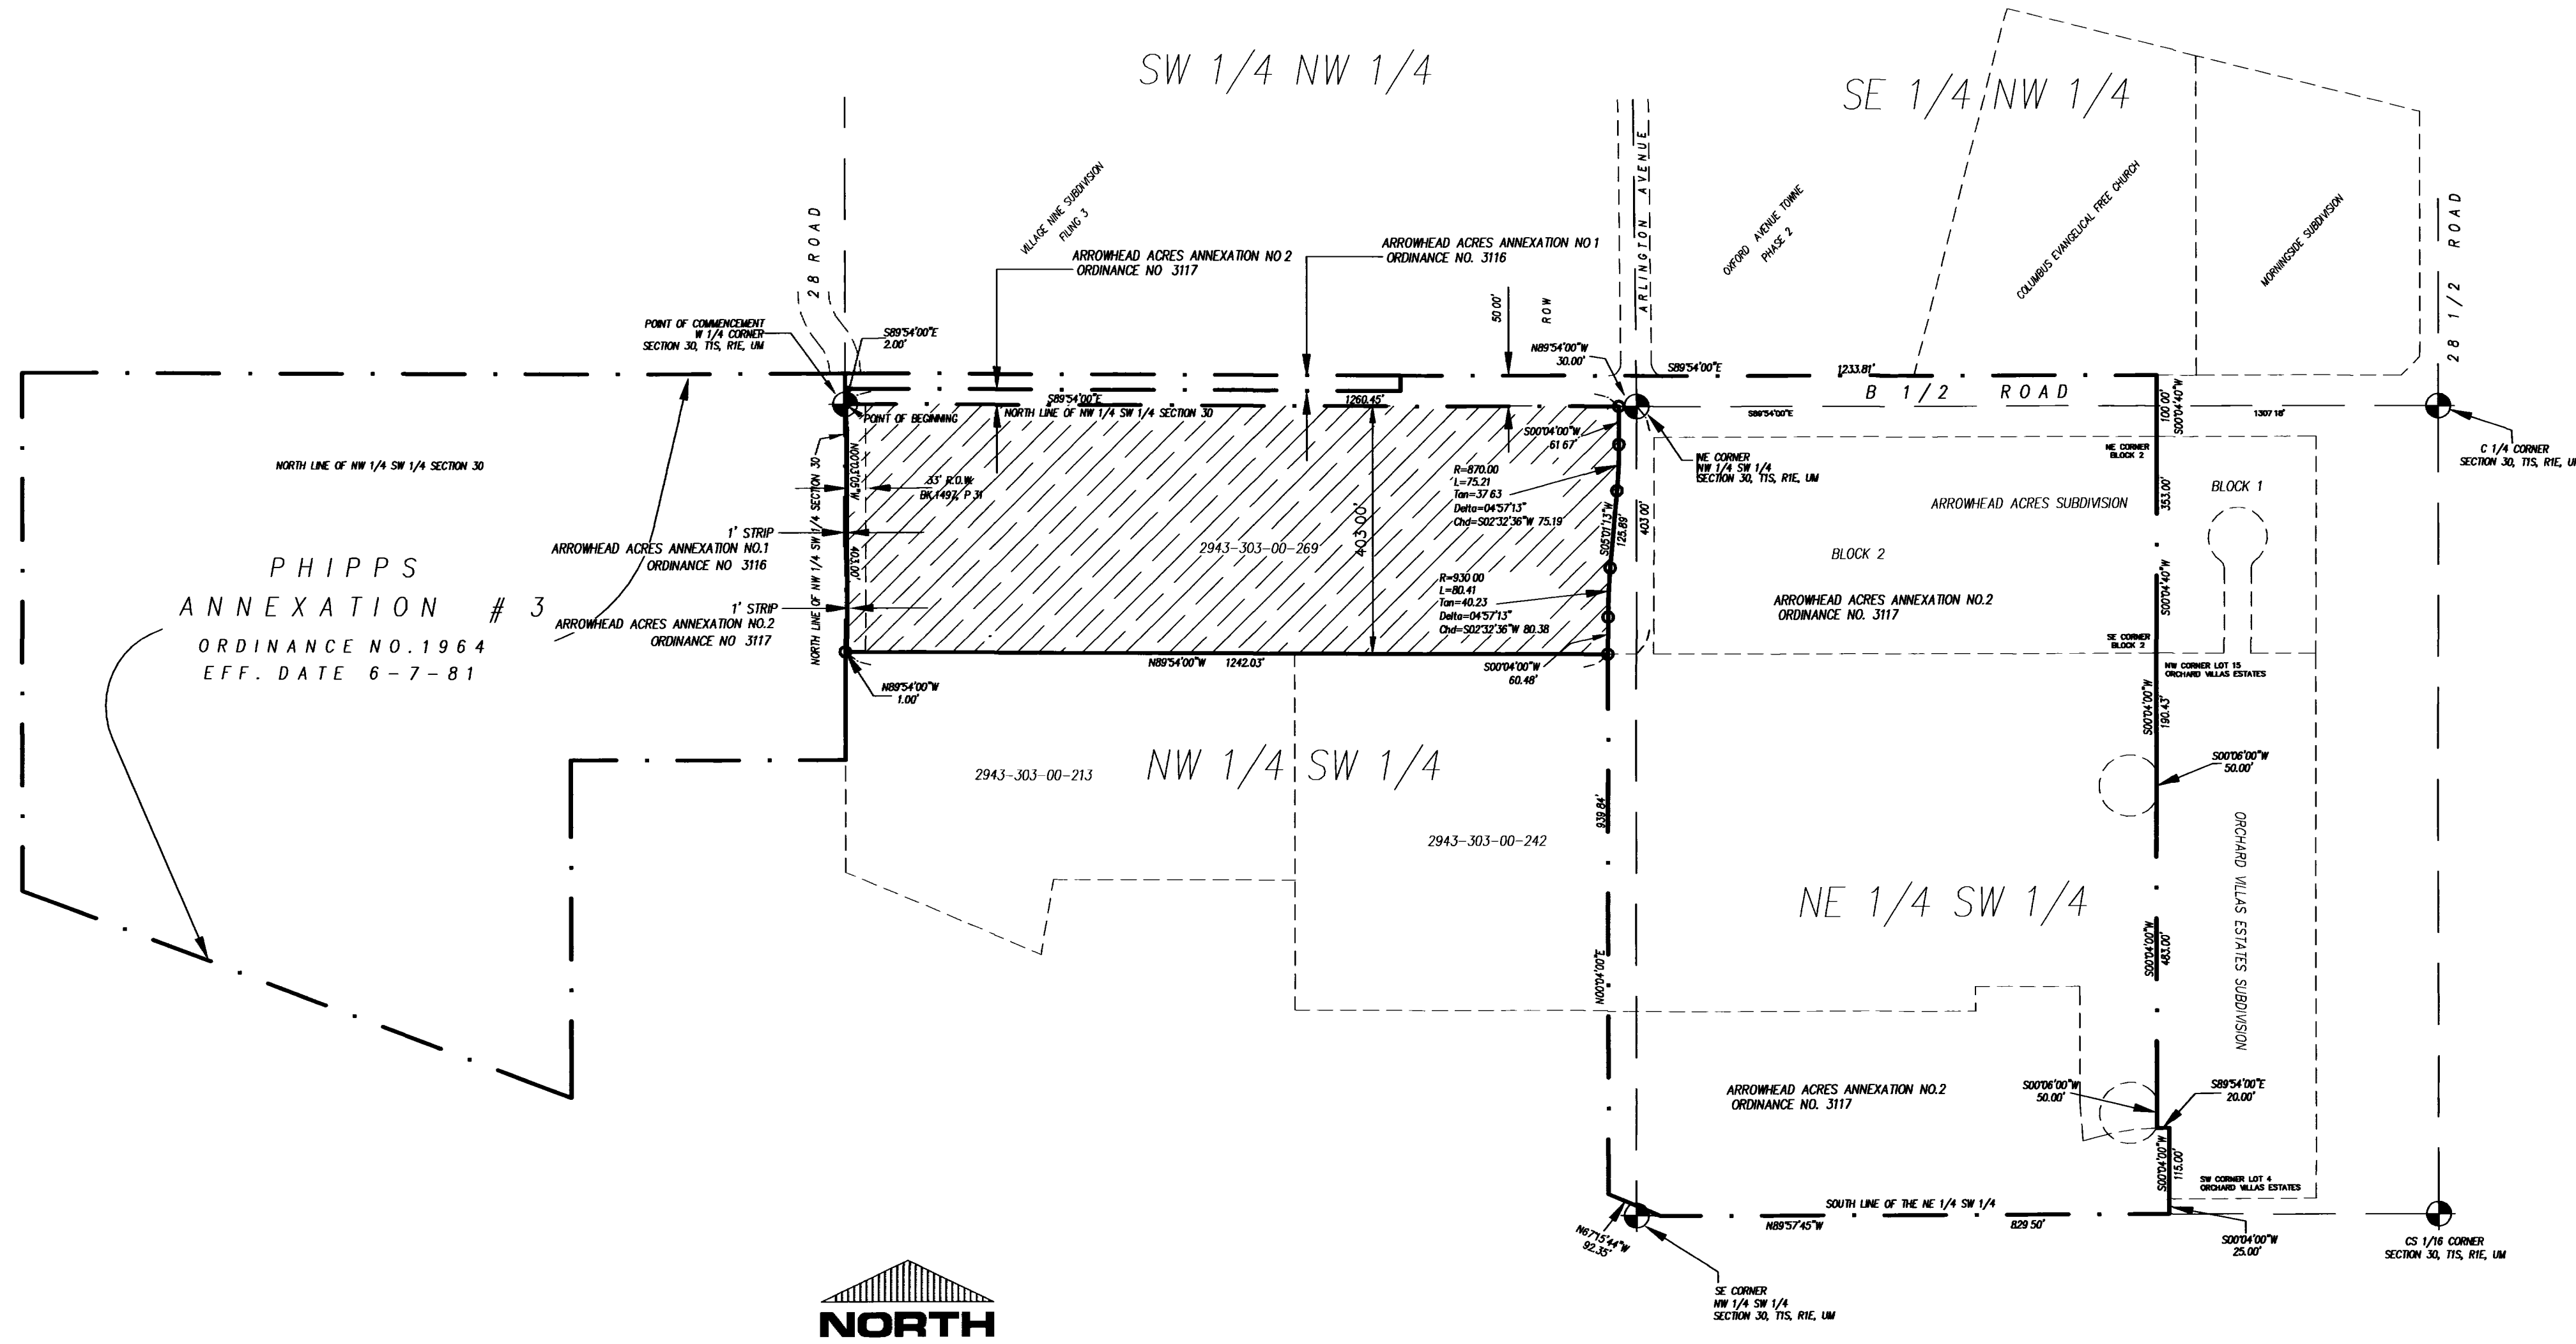 SW 1/4 NW 1/4
SE 1/4 NW 1/4
28 ROAD
VILLAGE NINE SUBDIVISION
FILING 3
ARROWHEAD ACRES ANNEXATION NO 2
ORDINANCE NO 3117
ARROWHEAD ACRES ANNEXATION NO 1
ORDINANCE NO. 3116
50 00'
ROW
ARLINGTON AVENUE
OXFORD AVENUE TOWNE
PHASE 2
COLUMBUS EVANGELICAL FREE CHURCH
MORNINGSIDE SUBDIVISION
28 1/2 ROAD
POINT OF COMMENCEMENT
W 1/4 CORNER
SECTION 30, T1S, R1E, UM
S89°54'00"E
2.00'
N89°54'00"W
30.00'
S89°54'00"E
1233.81'
B 1/2 ROAD
S89°54'00"E
1307 18'
100 00'
S00°04'40"W
S89°54'00"E
1260.45'
NORTH LINE OF NW 1/4 SW 1/4 SECTION 30
POINT OF BEGINNING
S00°04'00"W
61 67'
NE CORNER
NW 1/4 SW 1/4
SECTION 30, T1S, R1E, UM
NE CORNER
BLOCK 2
C 1/4 CORNER
SECTION 30, T1S, R1E, UM
NORTH LINE OF NW 1/4 SW 1/4 SECTION 30
NORTH LINE OF NW 1/4 SW 1/4 SECTION 30
N00°03'05"W
403.00'
33' R.O.W.
BK 1497, P 31
R=870.00
L=75.21
Tan=37 63
Delta=04°57'13"
Chd=S02°32'36"W 75.19
403 00'
2943-303-00-269
S05°01'13"W
125.89'
403 00'
ARROWHEAD ACRES SUBDIVISION
BLOCK 1
353.00'
S00°04'40"W
BLOCK 2
1' STRIP
ARROWHEAD ACRES ANNEXATION NO.1
ORDINANCE NO 3116
1' STRIP
ARROWHEAD ACRES ANNEXATION NO.2
ORDINANCE NO 3117
PHIPPS
ANNEXATION # 3
ORDINANCE NO.1964
EFF. DATE 6-7-81
R=930 00
L=80.41
Tan=40.23
Delta=04°57'13"
Chd=S02°32'36"W 80.38
ARROWHEAD ACRES ANNEXATION NO.2
ORDINANCE NO. 3117
SE CORNER
BLOCK 2
NW CORNER LOT 15
ORCHARD VILLAS ESTATES
N89°54'00"W 1242.03'
S00°04'00"W
60.48'
N89°54'00"W
1.00'
S00°04'00"W
190.43'
S00°06'00"W
50.00'
2943-303-00-213
NW 1/4 SW 1/4
2943-303-00-242
939 84'
N00°04'00"E
NE 1/4 SW 1/4
S00°04'00"W
483.00'
ORCHARD VILLAS ESTATES SUBDIVISION
ARROWHEAD ACRES ANNEXATION NO.2
ORDINANCE NO. 3117
S00°06'00"W
50.00'
S89°54'00"E
20.00'
S00°04'00"W
115.00'
SW CORNER LOT 4
ORCHARD VILLAS ESTATES
SOUTH LINE OF THE NE 1/4 SW 1/4
N89°57'45"W
829 50'
N67°15'44"W
92.35'
S00°04'00"W
25.00'
CS 1/16 CORNER
SECTION 30, T1S, R1E, UM
SE CORNER
NW 1/4 SW 1/4
SECTION 30, T1S, R1E, UM
NORTH